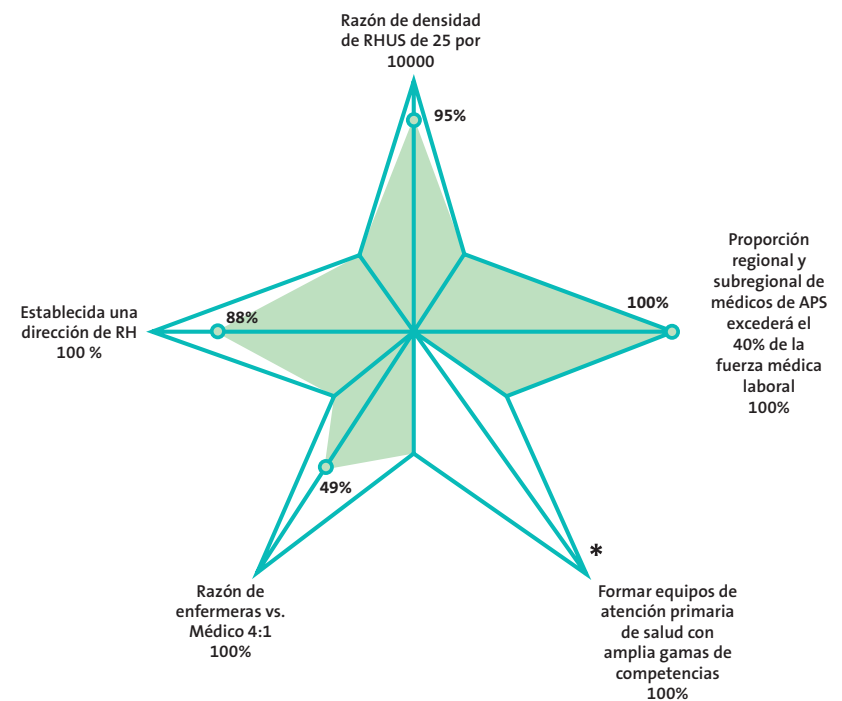 Razón de densidad
de RHUS de 25 por
10000
95%
Proporción
regional y
subregional de
médicos de APS
excederá el
40% de la
fuerza médica
laboral
100%
100%
Establecida una
dirección de RH
100 %
88%
49%
*
Razón de
enfermeras vs.
Médico 4:1
100%
Formar equipos de
atención primaria
de salud con
amplia gamas de
competencias
100%